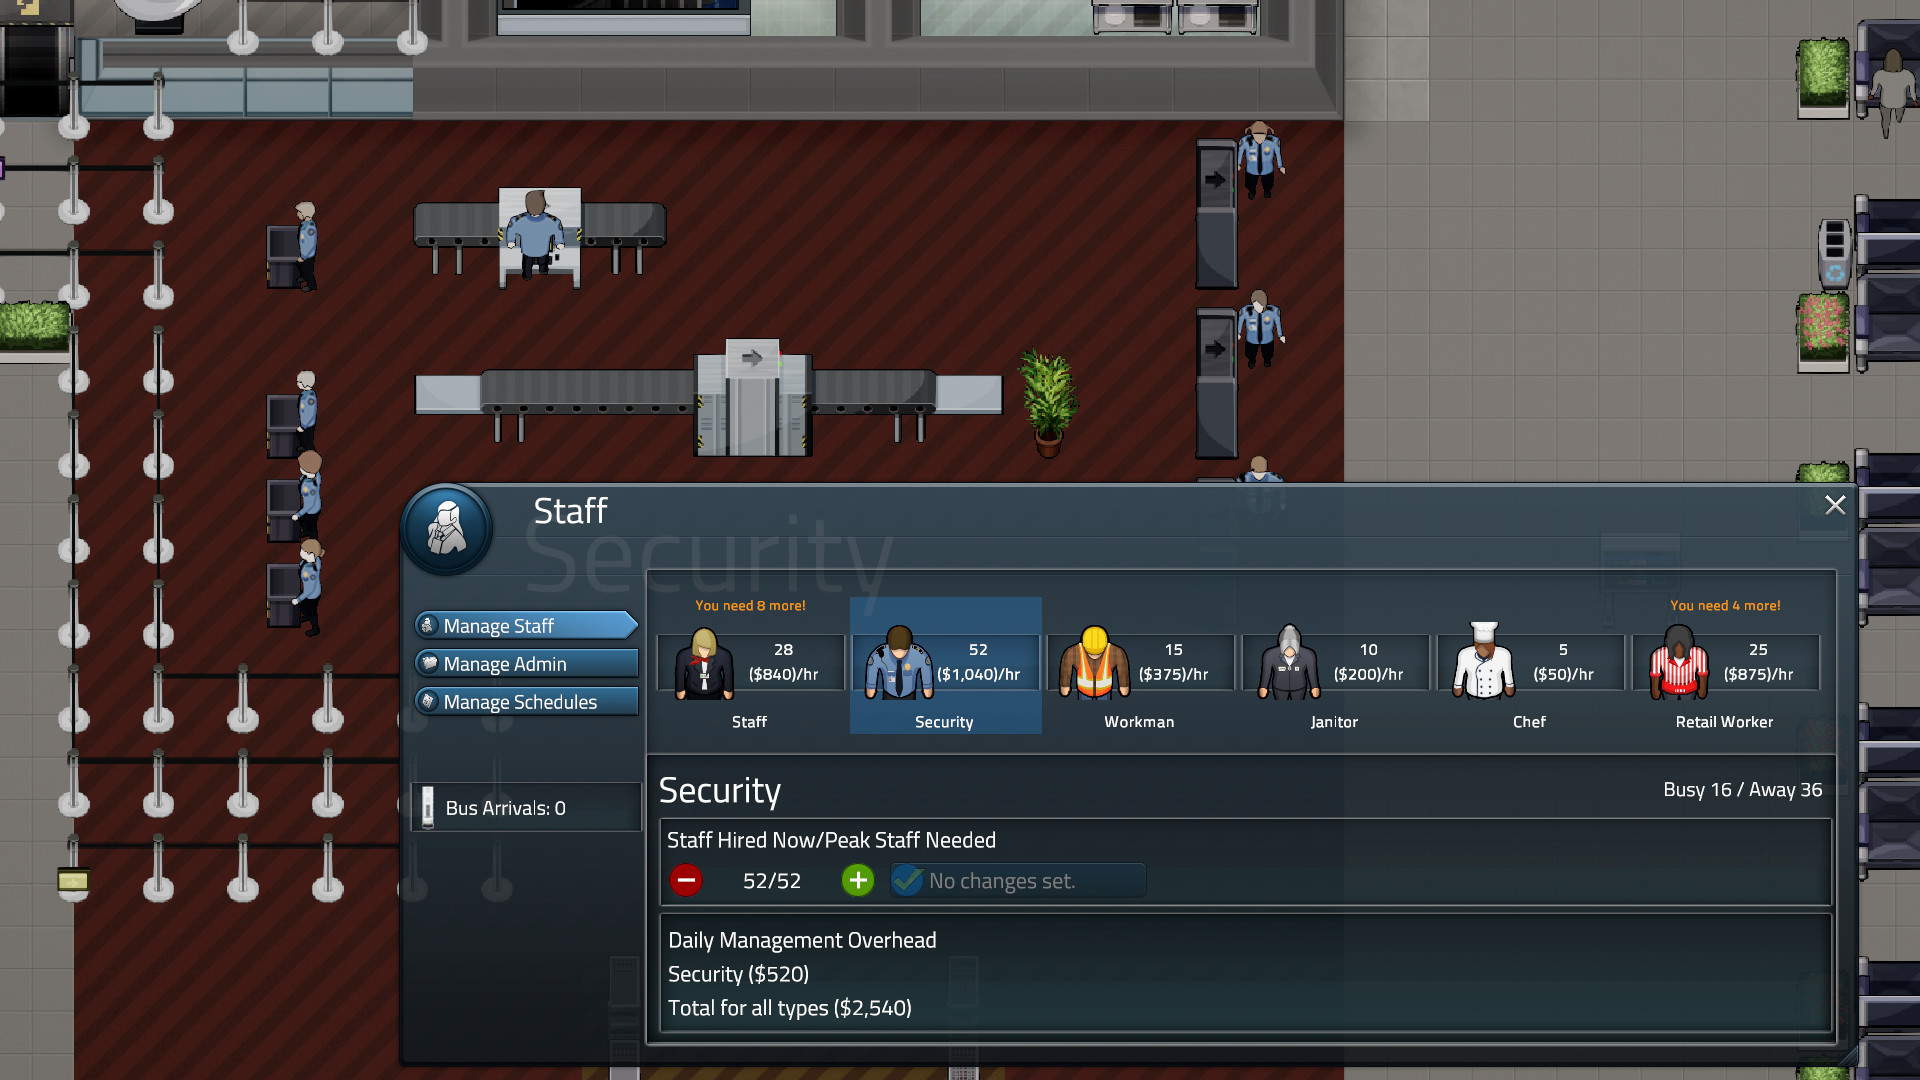 Staff
Security
Manage Staff
Manage Admin
Manage Schedules
Bus Arrivals: 0
You need 8 more!
28
($840)/hr
Staff
52
($1,040)/hr
Security
15
($375)/hr
Workman
10
($200)/hr
Janitor
5
($50)/hr
Chef
You need 4 more!
25
($875)/hr
Retail Worker
Security
Busy 16 / Away 36
Staff Hired Now/Peak Staff Needed
52/52
No changes set.
Daily Management Overhead
Security ($520)
Total for all types ($2,540)